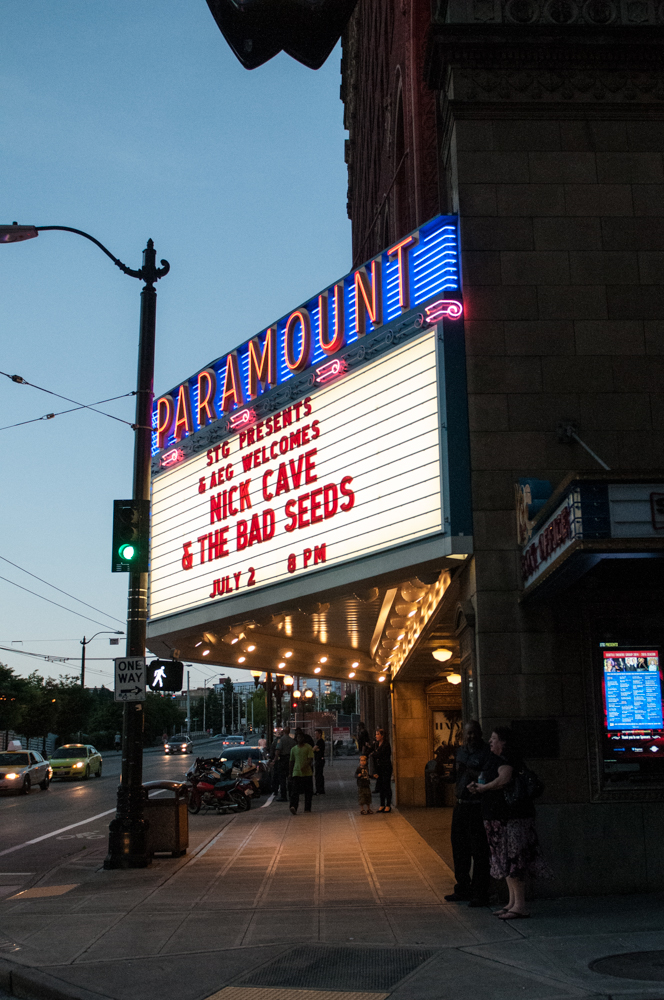 PARAMOUNT
STG PRESENTS
& AEG WELCOMES
NICK CAVE
& THE BAD SEEDS
JULY 2 8 PM
ONE
WAY